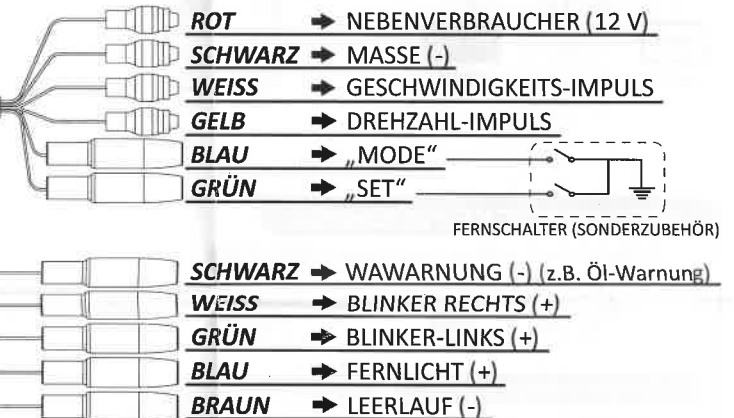 ROT ➨ NEBENVERBRAUCHER (12 V)
SCHWARZ ➨ MASSE (-)
WEISS ➨ GESCHWINDIGKEITS-IMPULS
GELB ➨ DREHZAHL-IMPULS
BLAU ➨ „MODE“
GRÜN ➨ „SET“
FERNSCHALTER (SONDERZUBEHÖR)
SCHWARZ ➨ WAWARNUNG (-) (z.B. Öl-Warnung)
WEISS ➨ BLINKER RECHTS (+)
GRÜN ➨ BLINKER-LINKS (+)
BLAU ➨ FERNLICHT (+)
BRAUN ➨ LEERLAUF (-)